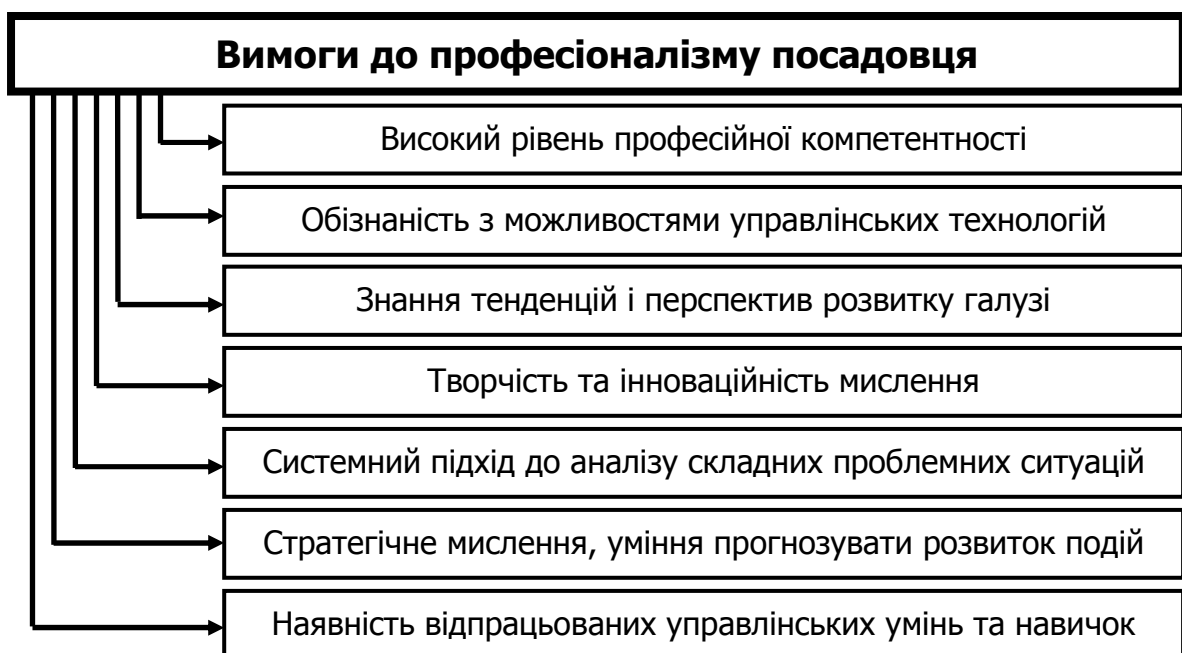 Вимоги до професіоналізму посадовця
Високий рівень професійної компетентності
Обізнаність з можливостями управлінських технологій
Знання тенденцій і перспектив розвитку галузі
Творчість та інноваційність мислення
Системний підхід до аналізу складних проблемних ситуацій
Стратегічне мислення, уміння прогнозувати розвиток подій
Наявність відпрацьованих управлінських умінь та навичок